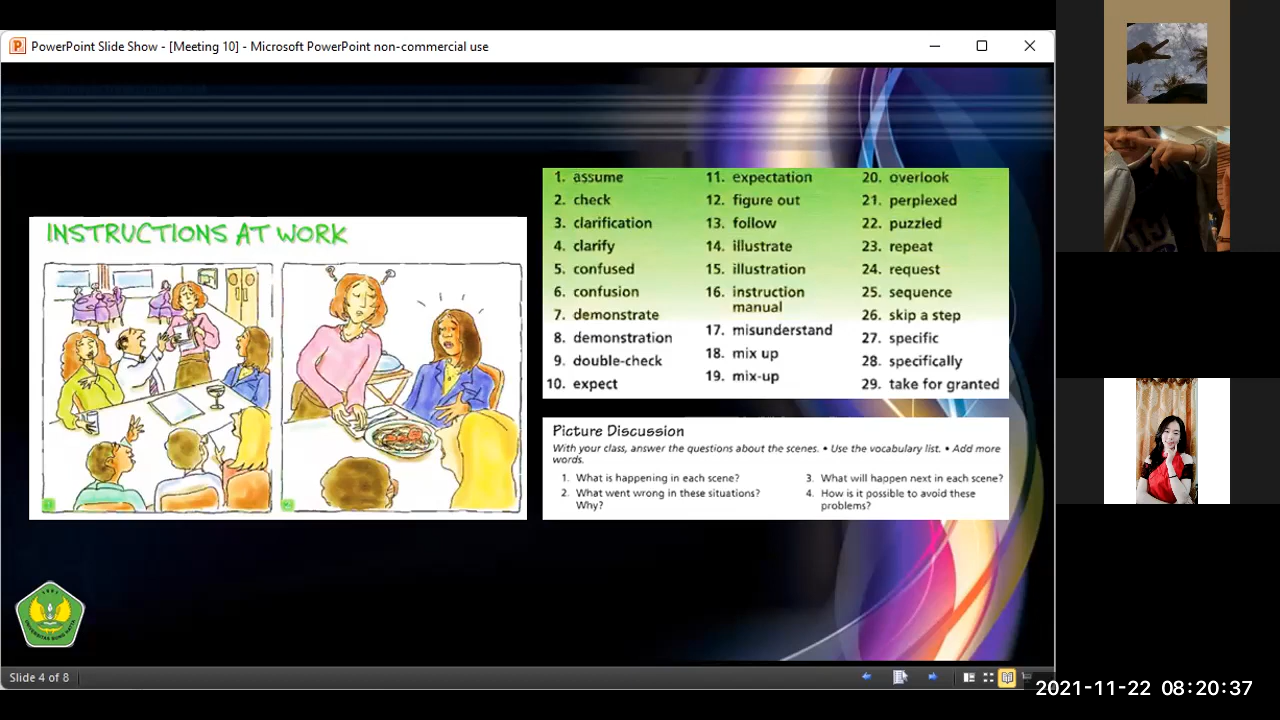 PowerPoint Slide Show - [Meeting 10] - Microsoft PowerPoint non-commercial use
INSTRUCTIONS AT WORK
1. assume
2. check
3. clarification
4. clarify
5. confused
6. confusion
7. demonstrate
8. demonstration
9. double-check
10. expect
11. expectation
12. figure out
13. follow
14. illustrate
15. illustration
16. instruction
manual
17. misunderstand
18. mix up
19. mix-up
20. overlook
21. perplexed
22. puzzled
23. repeat
24. request
25. sequence
26. skip a step
27. specific
28. specifically
29. take for granted
Picture Discussion
With your class, answer the questions about the scenes. • Use the vocabulary list. • Add more
words.
1. What is happening in each scene?
2. What went wrong in these situations?
Why?
3. What will happen next in each scene?
4. How is it possible to avoid these
problems?
UNIVERSITAS BUNG HATTA
Slide 4 of 8
2021-11-22 08:20:37